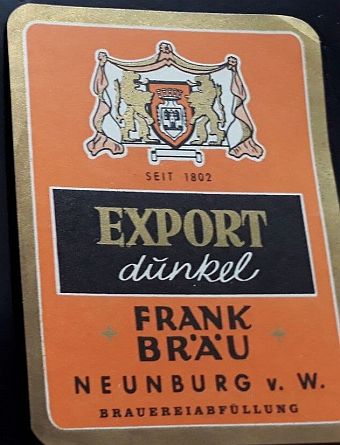 SEIT 1802
EXPORT
dunkel
FRANK
BRÄU
NEUNBURG v. W.
BRAUEREIABFÜLLUNG